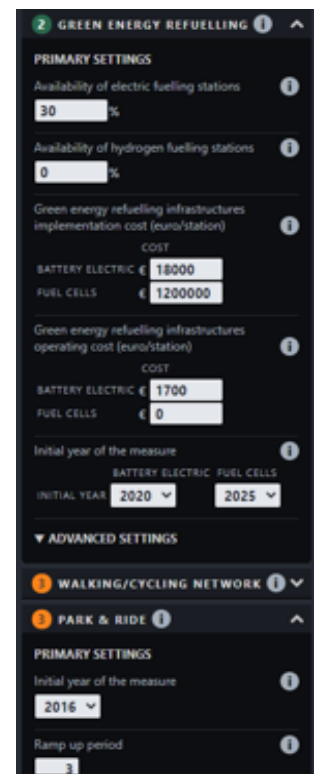 2 GREEN ENERGY REFUELLING i
PRIMARY SETTINGS
Availability of electric fuelling stations i
30 %
Availability of hydrogen fuelling stations i
0 %
Green energy refuelling infrastructures
implementation cost (euro/station) i
COST
BATTERY ELECTRIC € 18000
FUEL CELLS € 1200000
Green energy refuelling infrastructures
operating cost (euro/station) i
COST
BATTERY ELECTRIC € 1700
FUEL CELLS € 0
Initial year of the measure i
BATTERY ELECTRIC FUEL CELLS
INITIAL YEAR 2020 2025
▼ ADVANCED SETTINGS
3 WALKING/CYCLING NETWORK i
3 PARK & RIDE i
PRIMARY SETTINGS
Initial year of the measure i
2016
Ramp up period i
3